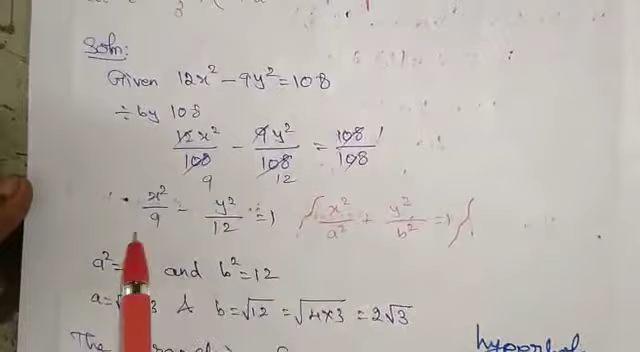 Soln:
Given 12x² - 9y² = 108
÷ by 108
12x²/108 - 9y²/108 = 108/108 1
9 12
x²/9 - y²/12 = 1 x²/a² + y²/b² = 1
a² = and b² = 12
a = √ 3 & b = √12 = √4×3 = 2√3
The